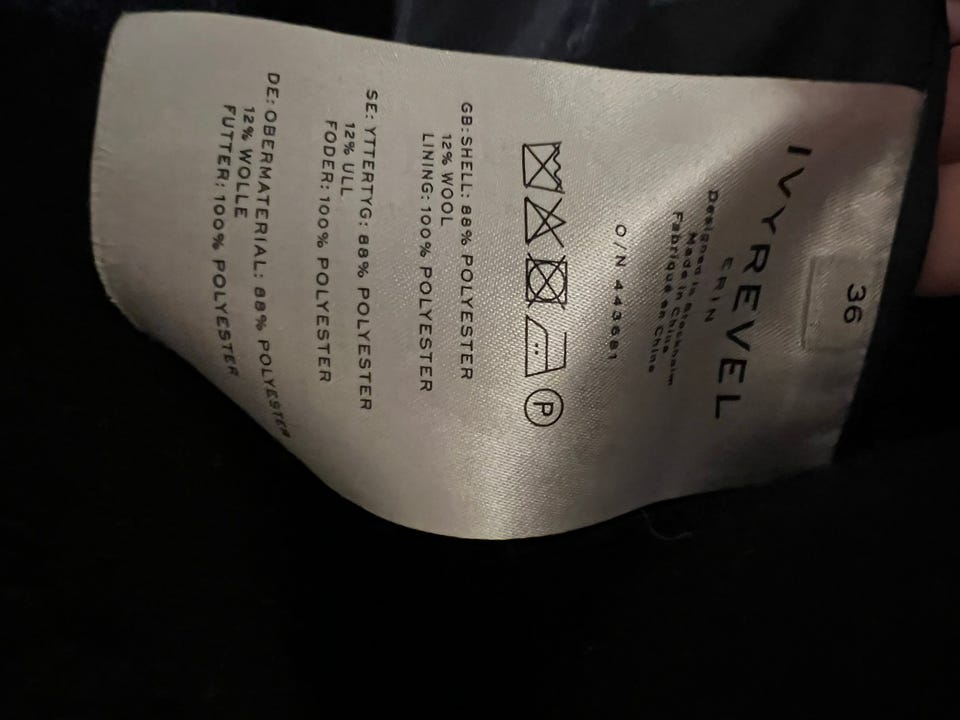 36
IVYREVEL
ERIN
Designed in Stockholm
Made in China
Fabriqué en Chine
O/N 443681
P
GB: SHELL: 88% POLYESTER
12% WOOL
LINING: 100% POLYESTER
SE: YTTERTYG: 88% POLYESTER
12% ULL
FODER: 100% POLYESTER
DE: OBERMATERIAL: 88% POLYESTER
12% WOLLE
FUTTER: 100% POLYESTER